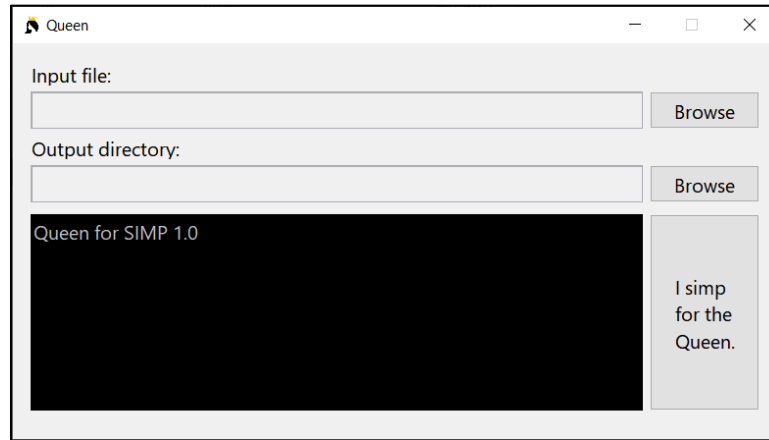 Queen
Input file:
Browse
Output directory:
Browse
Queen for SIMP 1.0
I simp
for the
Queen.